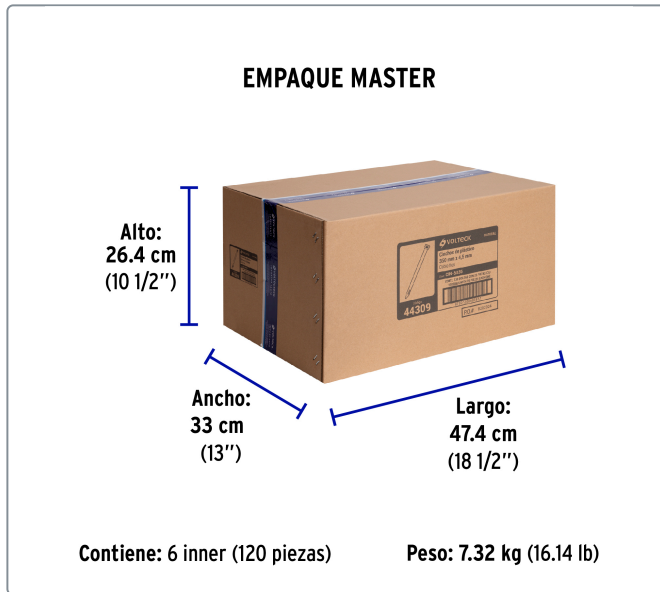 EMPAQUE MASTER
Alto:
26.4 cm
(10 1/2”)
VOLTECK
44309
Ancho:
33 cm
(13”)
Largo:
47.4 cm
(18 1/2”)
Contiene: 6 inner (120 piezas)
Peso: 7.32 kg (16.14 lb)